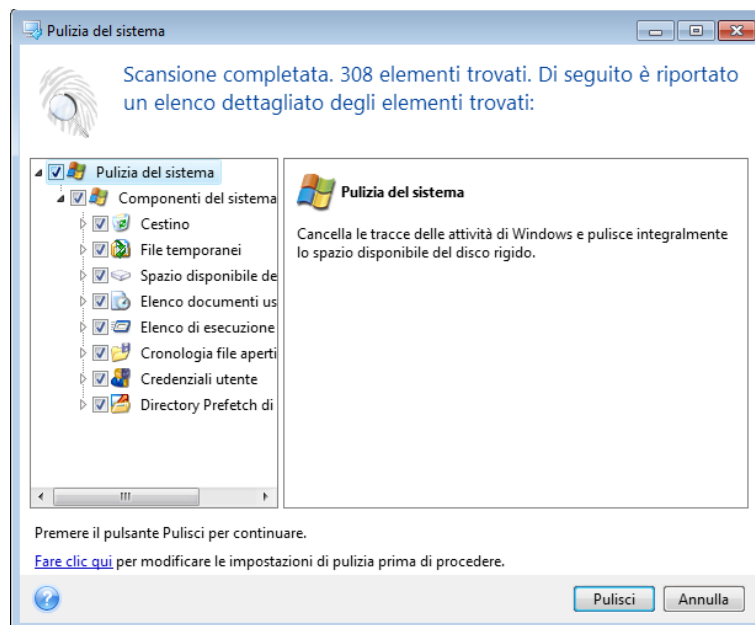 Pulizia del sistema
Scansione completata. 308 elementi trovati. Di seguito è riportato
un elenco dettagliato degli elementi trovati:
Pulizia del sistema
Componenti del sistema
Cestino
File temporanei
Spazio disponibile de
Elenco documenti us
Elenco di esecuzione
Cronologia file aperti
Credenziali utente
Directory Prefetch di
Pulizia del sistema
Cancella le tracce delle attività di Windows e pulisce integralmente
lo spazio disponibile del disco rigido.
Premere il pulsante Pulisci per continuare.
Fare clic qui per modificare le impostazioni di pulizia prima di procedere.
Pulisci
Annulla